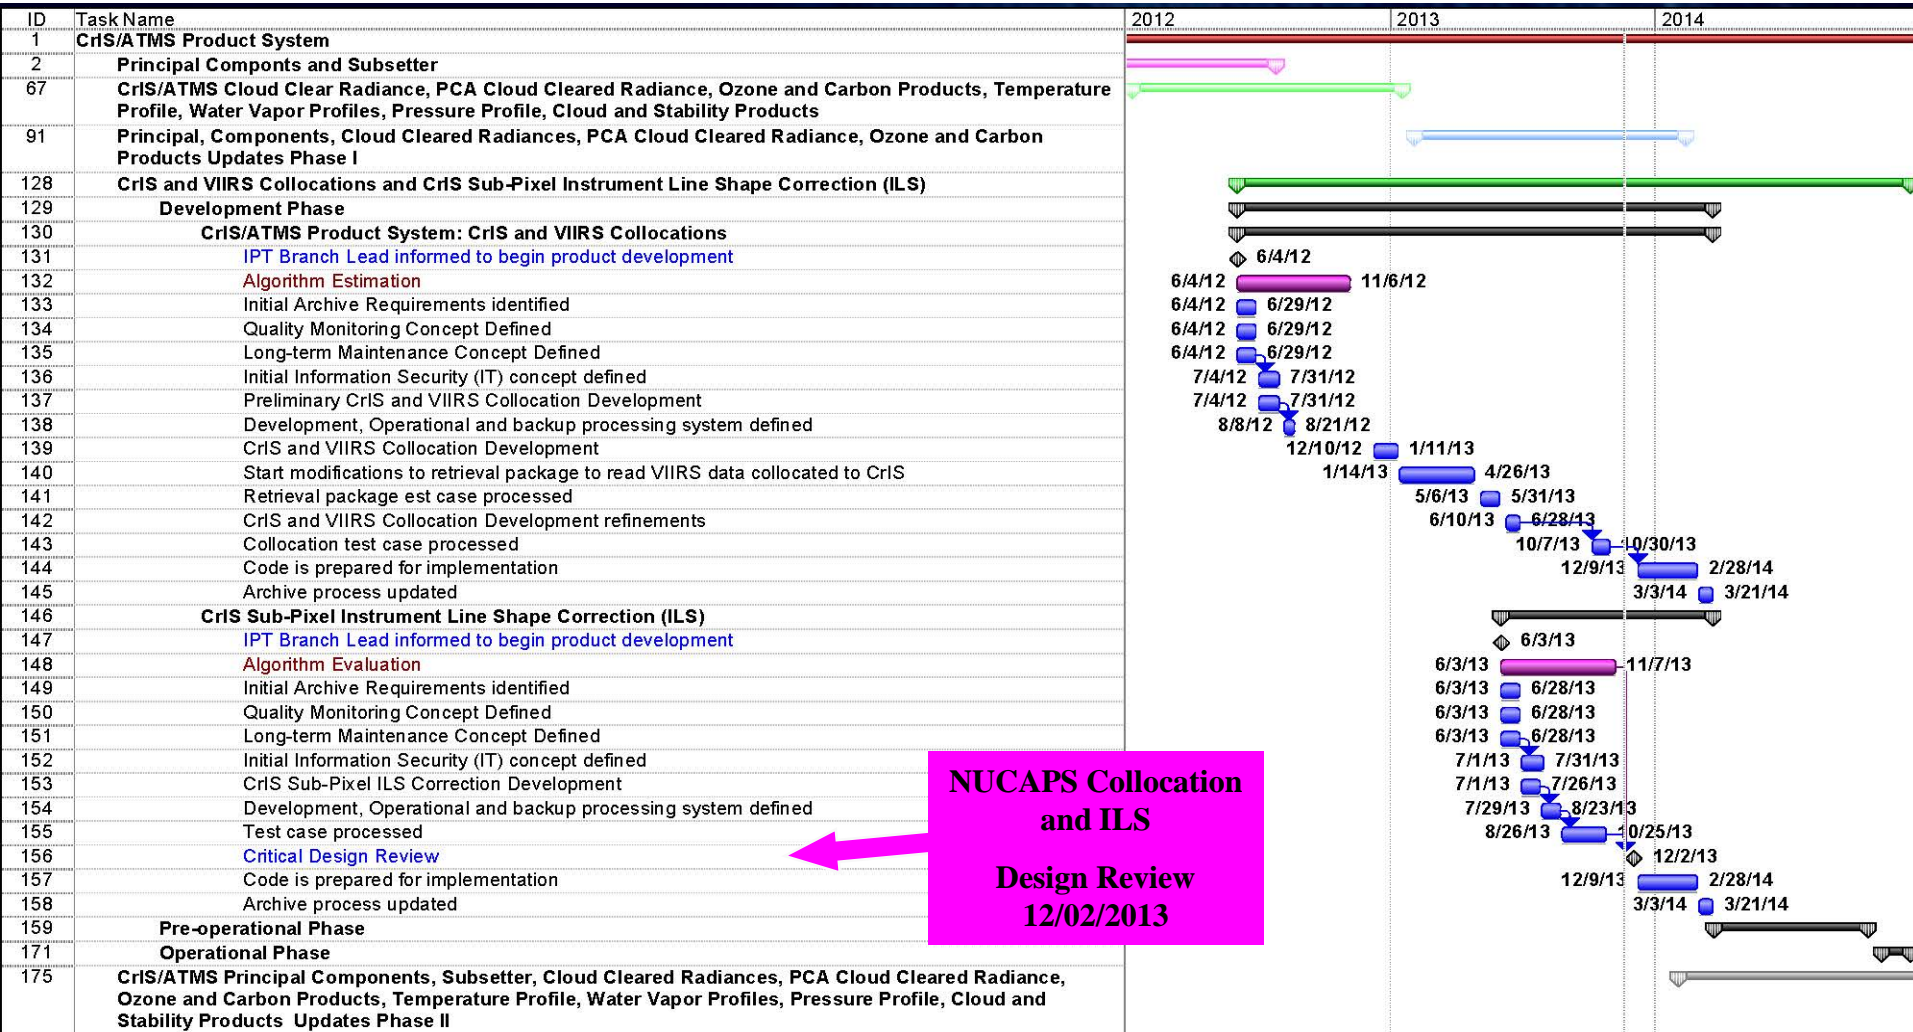 ID Task Name 2012 2013 2014
1 CrIS/ATMS Product System
2 Principal Componts and Subsetter
67 CrIS/ATMS Cloud Clear Radiance, PCA Cloud Cleared Radiance, Ozone and Carbon Products, Temperature
Profile, Water Vapor Profiles, Pressure Profile, Cloud and Stability Products
91 Principal, Components, Cloud Cleared Radiances, PCA Cloud Cleared Radiance, Ozone and Carbon
Products Updates Phase I
128 CrIS and VIIRS Collocations and CrIS Sub-Pixel Instrument Line Shape Correction (ILS)
129 Development Phase
130 CrIS/ATMS Product System: CrIS and VIIRS Collocations
131 IPT Branch Lead informed to begin product development 6/4/12
132 Algorithm Estimation 6/4/12 11/6/12
133 Initial Archive Requirements identified 6/4/12 6/29/12
134 Quality Monitoring Concept Defined 6/4/12 6/29/12
135 Long-term Maintenance Concept Defined 6/4/12 6/29/12
136 Initial Information Security (IT) concept defined 7/4/12 7/31/12
137 Preliminary CrIS and VIIRS Collocation Development 7/4/12 7/31/12
138 Development, Operational and backup processing system defined 8/8/12 8/21/12
139 CrIS and VIIRS Collocation Development 12/10/12 1/11/13
140 Start modifications to retrieval package to read VIIRS data collocated to CrIS 1/14/13 4/26/13
141 Retrieval package est case processed 5/6/13 5/31/13
142 CrIS and VIIRS Collocation Development refinements 6/10/13 6/28/13
143 Collocation test case processed 10/7/13 10/30/13
144 Code is prepared for implementation 12/9/13 2/28/14
145 Archive process updated 3/3/14 3/21/14
146 CrIS Sub-Pixel Instrument Line Shape Correction (ILS)
147 IPT Branch Lead informed to begin product development 6/3/13
148 Algorithm Evaluation 6/3/13 11/7/13
149 Initial Archive Requirements identified 6/3/13 6/28/13
150 Quality Monitoring Concept Defined 6/3/13 6/28/13
151 Long-term Maintenance Concept Defined 6/3/13 6/28/13
152 Initial Information Security (IT) concept defined 7/1/13 7/31/13
153 CrIS Sub-Pixel ILS Correction Development 7/1/13 7/26/13
154 Development, Operational and backup processing system defined 7/29/13 8/23/13
155 Test case processed 8/26/13 10/25/13
156 Critical Design Review 12/2/13
157 Code is prepared for implementation 12/9/13 2/28/14
158 Archive process updated 3/3/14 3/21/14
NUCAPS Collocation
and ILS
Design Review
12/02/2013
159 Pre-operational Phase
171 Operational Phase
175 CrIS/ATMS Principal Components, Subsetter, Cloud Cleared Radiances, PCA Cloud Cleared Radiance,
Ozone and Carbon Products, Temperature Profile, Water Vapor Profiles, Pressure Profile, Cloud and
Stability Products Updates Phase II